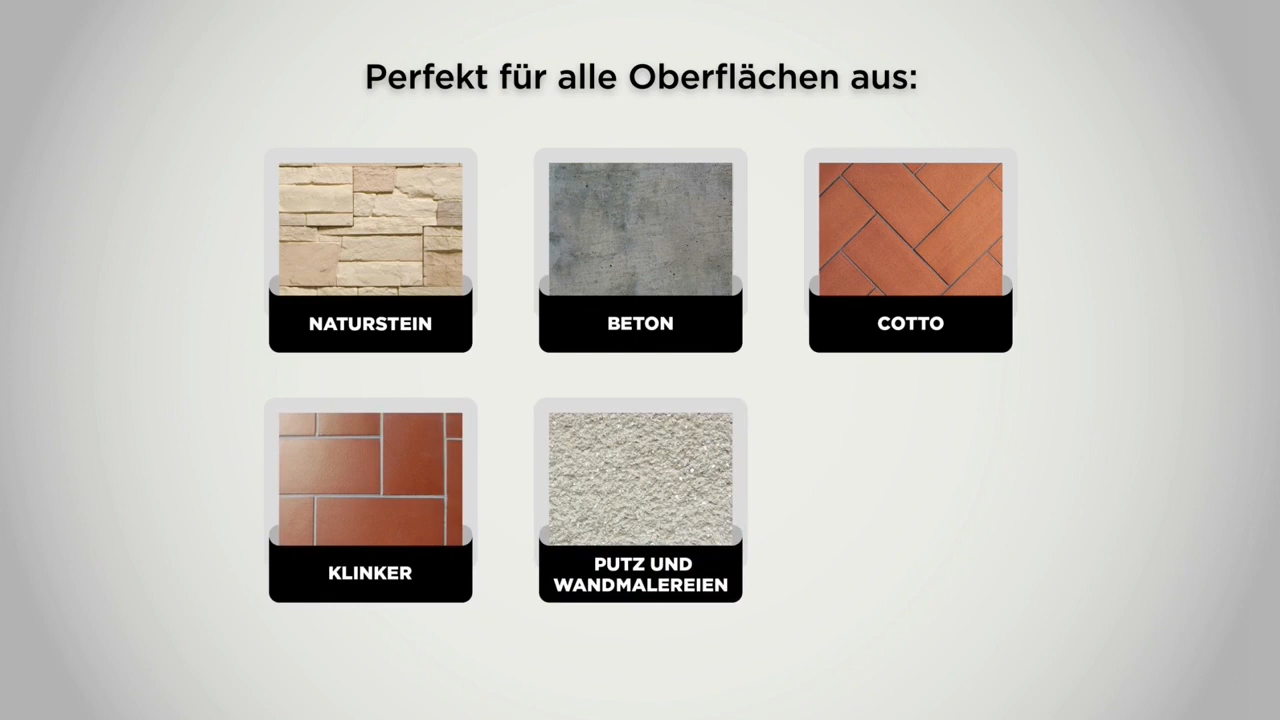 Perfekt für alle Oberflächen aus:
NATURSTEIN
BETON
COTTO
KLINKER
PUTZ UND
WANDMALEREIEN